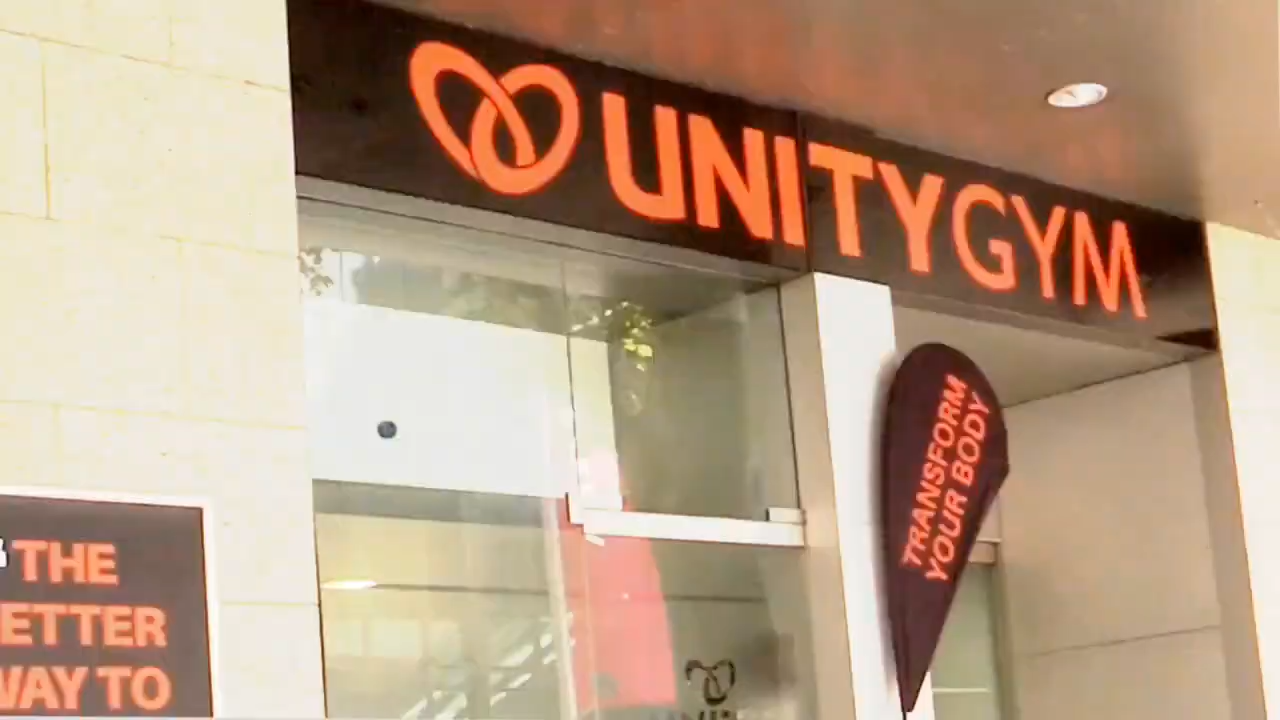 UNITYGYM
TRANSFORM
YOUR BODY
THE
ETTER
WAY TO